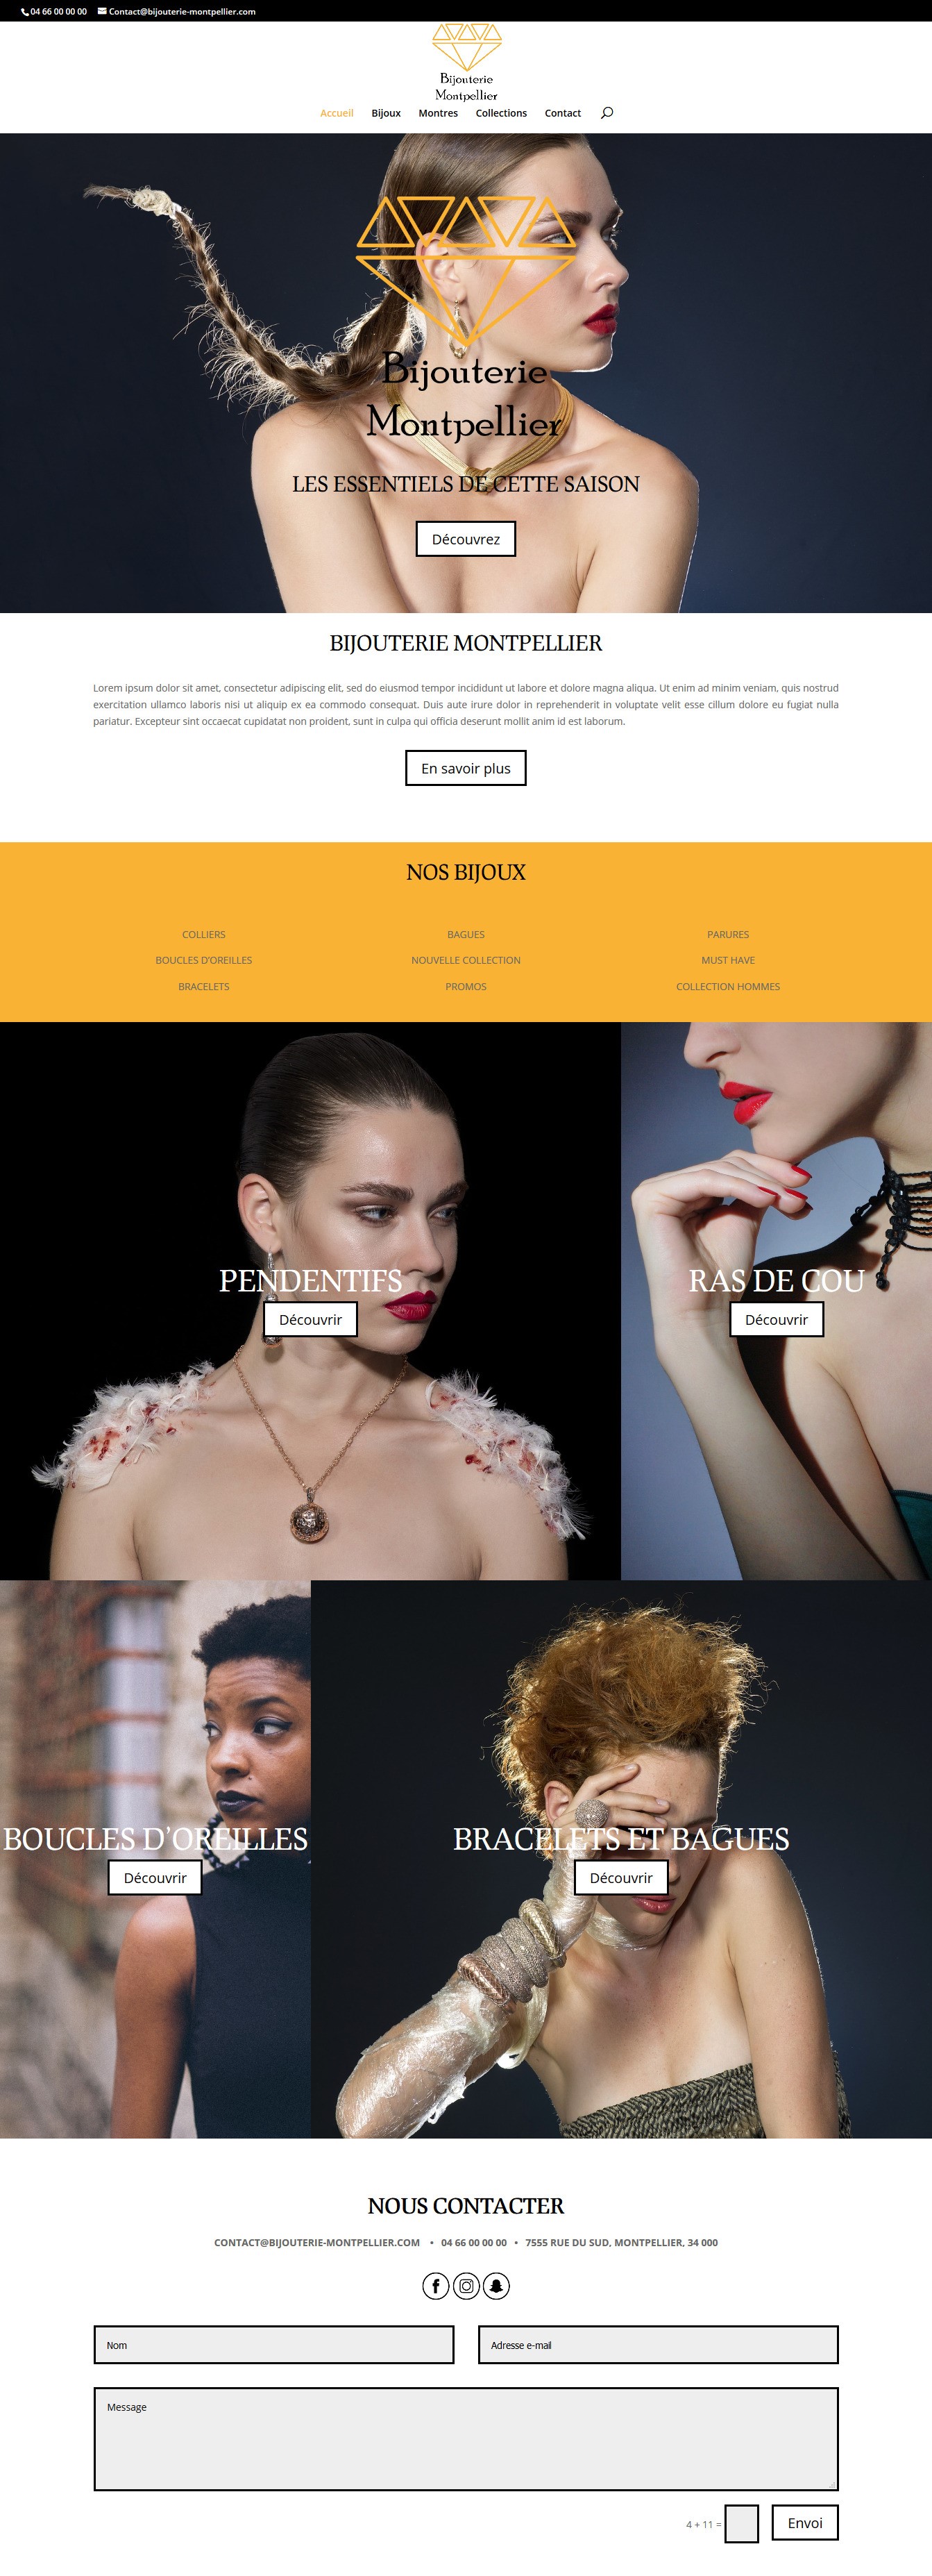 04 66 00 00 00 Contact@bijouterie-montpellier.com
Bijouterie
Montpellier
Accueil Bijoux Montres Collections Contact
Bijouterie
Montpellier
LES ESSENTIELS DE CETTE SAISON
Découvrez
BIJOUTERIE MONTPELLIER
Lorem ipsum dolor sit amet, consectetur adipiscing elit, sed do eiusmod tempor incididunt ut labore et dolore magna aliqua. Ut enim ad minim veniam, quis nostrud
exercitation ullamco laboris nisi ut aliquip ex ea commodo consequat. Duis aute irure dolor in reprehenderit in voluptate velit esse cillum dolore eu fugiat nulla
pariatur. Excepteur sint occaecat cupidatat non proident, sunt in culpa qui officia deserunt mollit anim id est laborum.
En savoir plus
NOS BIJOUX
COLLIERS BAGUES PARURES
BOUCLES D'OREILLES NOUVELLE COLLECTION MUST HAVE
BRACELETS PROMOS COLLECTION HOMMES
PENDENTIFS
Découvrir
RAS DE COU
Découvrir
BOUCLES D'OREILLES
Découvrir
BRACELETS ET BAGUES
Découvrir
NOUS CONTACTER
CONTACT@BIJOUTERIE-MONTPELLIER.COM • 04 66 00 00 00 • 7555 RUE DU SUD, MONTPELLIER, 34 000
Nom
Adresse e-mail
Message
4 + 11 =
Envoi